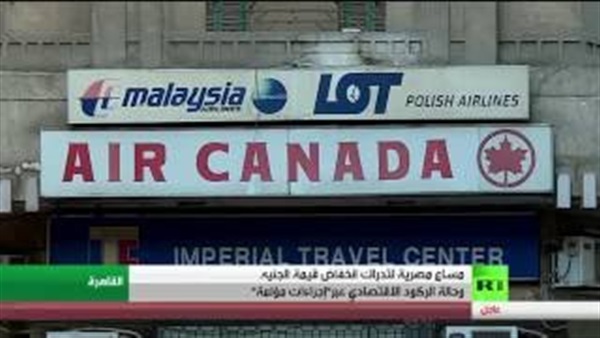 malaysia
AIRLINES
LOT POLISH AIRLINES
AIR CANADA
IMPERIAL TRAVEL CENTER
مساع مصرية لتدراك انخفاض قيمة الجنيه
وحالة الركود الاقتصادي عبر "إجراءات مؤلمة"
القاهرة
RT
عاجل